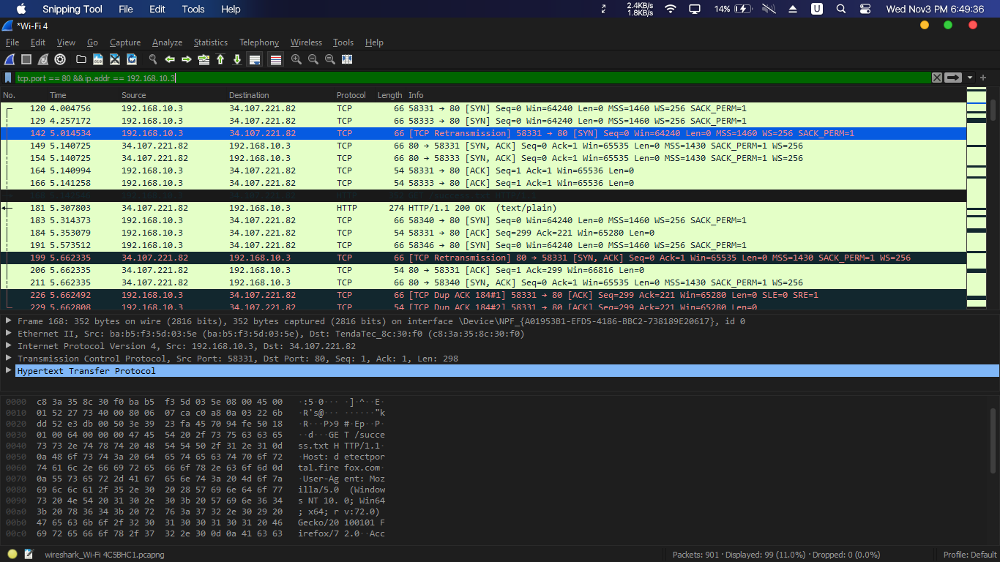 Snipping Tool File Edit Tools Help 2.4KB/s 1.8KB/s 14% U Wed Nov3 PM 6:49:36
*Wi-Fi 4
File Edit View Go Capture Analyze Statistics Telephony Wireless Tools Help
tcp.port == 80 && ip.addr == 192.168.10.3
No. Time Source Destination Protocol Length Info
120 4.004756 192.168.10.3 34.107.221.82 TCP 66 58331 → 80 [SYN] Seq=0 Win=64240 Len=0 MSS=1460 WS=256 SACK_PERM=1
129 4.257172 192.168.10.3 34.107.221.82 TCP 66 58333 → 80 [SYN] Seq=0 Win=64240 Len=0 MSS=1460 WS=256 SACK_PERM=1
142 5.014534 192.168.10.3 34.107.221.82 TCP 66 [TCP Retransmission] 58331 → 80 [SYN] Seq=0 Win=64240 Len=0 MSS=1460 WS=256 SACK_PERM=1
149 5.140725 34.107.221.82 192.168.10.3 TCP 66 80 → 58331 [SYN, ACK] Seq=0 Ack=1 Win=65535 Len=0 MSS=1430 SACK_PERM=1 WS=256
154 5.140725 34.107.221.82 192.168.10.3 TCP 66 80 → 58333 [SYN, ACK] Seq=0 Ack=1 Win=65535 Len=0 MSS=1430 SACK_PERM=1 WS=256
164 5.140994 192.168.10.3 34.107.221.82 TCP 54 58331 → 80 [ACK] Seq=1 Ack=1 Win=65536 Len=0
166 5.141258 192.168.10.3 34.107.221.82 TCP 54 58333 → 80 [ACK] Seq=1 Ack=1 Win=65536 Len=0
168 192.168.10.3 34.107.221.82 HTTP 352 GET /success.txt HTTP/1.1
181 5.307803 34.107.221.82 192.168.10.3 HTTP 274 HTTP/1.1 200 OK (text/plain)
183 5.314373 192.168.10.3 34.107.221.82 TCP 66 58340 → 80 [SYN] Seq=0 Win=64240 Len=0 MSS=1460 WS=256 SACK_PERM=1
184 5.353079 192.168.10.3 34.107.221.82 TCP 54 58331 → 80 [ACK] Seq=299 Ack=221 Win=65280 Len=0
191 5.573512 192.168.10.3 34.107.221.82 TCP 66 58346 → 80 [SYN] Seq=0 Win=64240 Len=0 MSS=1460 WS=256 SACK_PERM=1
199 5.662335 34.107.221.82 192.168.10.3 TCP 66 [TCP Retransmission] 80 → 58331 [SYN, ACK] Seq=0 Ack=1 Win=65535 Len=0 MSS=1430 SACK_PERM=1 WS=256
206 5.662335 34.107.221.82 192.168.10.3 TCP 54 80 → 58331 [ACK] Seq=1 Ack=299 Win=66816 Len=0
211 5.662335 34.107.221.82 192.168.10.3 TCP 66 80 → 58340 [SYN, ACK] Seq=0 Ack=1 Win=65535 Len=0 MSS=1430 SACK_PERM=1 WS=256
226 5.662492 192.168.10.3 34.107.221.82 TCP 66 [TCP Dup ACK 184#1] 58331 → 80 [ACK] Seq=299 Ack=221 Win=65280 Len=0 SLE=0 SRE=1
229 5.662808 192.168.10.3 34.107.221.82 TCP 54 [TCP Dup ACK 184#2] 58331 → 80 [ACK] Seq=299 Ack=221 Win=65280 Len=0
Frame 168: 352 bytes on wire (2816 bits), 352 bytes captured (2816 bits) on interface \Device\NPF_{A01953B1-EFD5-4186-BBC2-738189E20617}, id 0
Ethernet II, Src: ba:b5:f3:5d:03:5e (ba:b5:f3:5d:03:5e), Dst: TendaTec_8c:30:f0 (c8:3a:35:8c:30:f0)
Internet Protocol Version 4, Src: 192.168.10.3, Dst: 34.107.221.82
Transmission Control Protocol, Src Port: 58331, Dst Port: 80, Seq: 1, Ack: 1, Len: 298
Hypertext Transfer Protocol
0000 c8 3a 35 8c 30 f0 ba b5 f3 5d 03 5e 08 00 45 00 ·:5·0··· ·]·^··E·
0010 01 52 27 73 40 00 80 06 07 ca c0 a8 0a 03 22 6b ·R's@··· ······"k
0020 dd 52 e3 db 00 50 3e 39 23 fa 45 70 94 fe 50 18 ·R···P>9 #·Ep··P·
0030 01 00 64 00 00 00 47 45 54 20 2f 73 75 63 63 65 ··d···GE T /succe
0040 73 73 2e 74 78 74 20 48 54 54 50 2f 31 2e 31 0d ss.txt H TTP/1.1·
0050 0a 48 6f 73 74 3a 20 64 65 74 65 63 74 70 6f 72 ·Host: d etectpor
0060 74 61 6c 2e 66 69 72 65 66 6f 78 2e 63 6f 6d 0d tal.fire fox.com·
0070 0a 55 73 65 72 2d 41 67 65 6e 74 3a 20 4d 6f 7a ·User-Ag ent: Moz
0080 69 6c 6c 61 2f 35 2e 30 20 28 57 69 6e 64 6f 77 illa/5.0 (Window
0090 73 20 4e 54 20 31 30 2e 30 3b 20 57 69 6e 36 34 s NT 10. 0; Win64
00a0 3b 20 78 36 34 3b 20 72 76 3a 37 32 2e 30 29 20 ; x64; r v:72.0)
00b0 47 65 63 6b 6f 2f 32 30 31 30 30 31 30 31 20 46 Gecko/20 100101 F
00c0 69 72 65 66 6f 78 2f 37 32 2e 30 0d 0a 41 63 63 irefox/7 2.0··Acc
wireshark_Wi-Fi 4C5BHC1.pcapng Packets: 901 · Displayed: 99 (11.0%) · Dropped: 0 (0.0%) Profile: Default